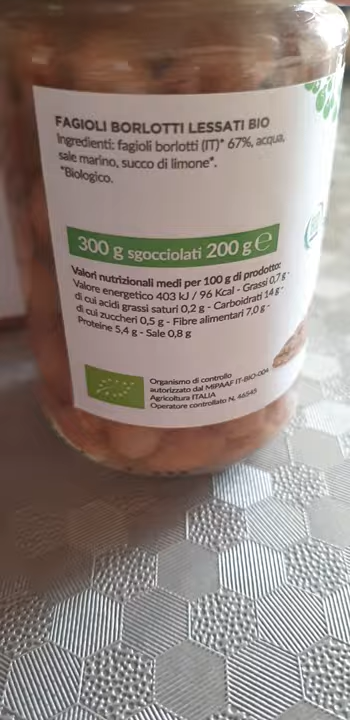 FAGIOLI BORLOTTI LESSATI BIO
Ingredienti: fagioli borlotti (IT)* 67%, acqua,
sale marino, succo di limone*.
*Biologico.
300 g sgocciolati 200 g e
Valori nutrizionali medi per 100 g di prodotto:
Valore energetico 403 kJ / 96 Kcal - Grassi 0,7 g -
di cui acidi grassi saturi 0,2 g - Carboidrati 14 g -
di cui zuccheri 0,5 g - Fibre alimentari 7,0 g -
Proteine 5,4 g - Sale 0,8 g
Organismo di controllo
autorizzato dal MIPAAF IT-BIO-004
Agricoltura ITALIA
Operatore controllato N. 46545